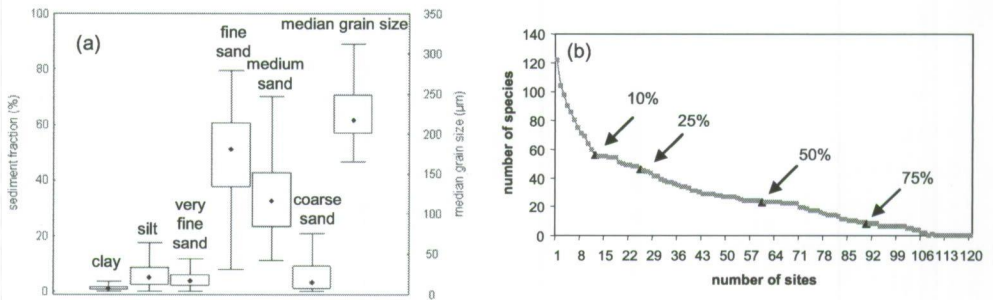 (a)
sediment fraction (%)
100
80
60
40
20
0
clay
silt
very
fine
sand
fine
sand
medium
sand
coarse
sand
median grain size
350
300
250
200
150
100
50
0
median grain size (µm)
(b)
number of species
140
120
100
80
60
40
20
0
10%
25%
50%
75%
1 8 15 22 29 36 43 50 57 64 71 78 85 92 99 106 113 120
number of sites